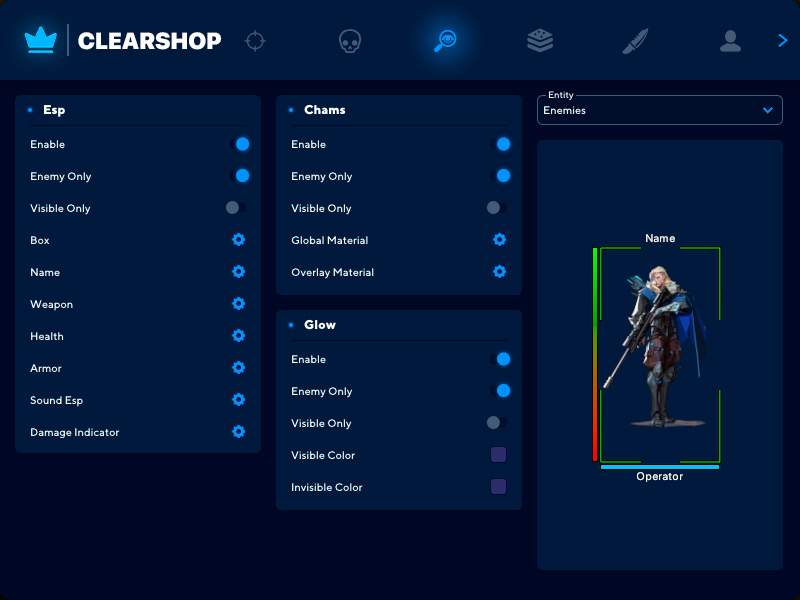 CLEARSHOP
Esp
Enable
Enemy Only
Visible Only
Box
Name
Weapon
Health
Armor
Sound Esp
Damage Indicator
Chams
Enable
Enemy Only
Visible Only
Global Material
Overlay Material
Glow
Enable
Enemy Only
Visible Only
Visible Color
Invisible Color
Entity
Enemies
Name
Operator